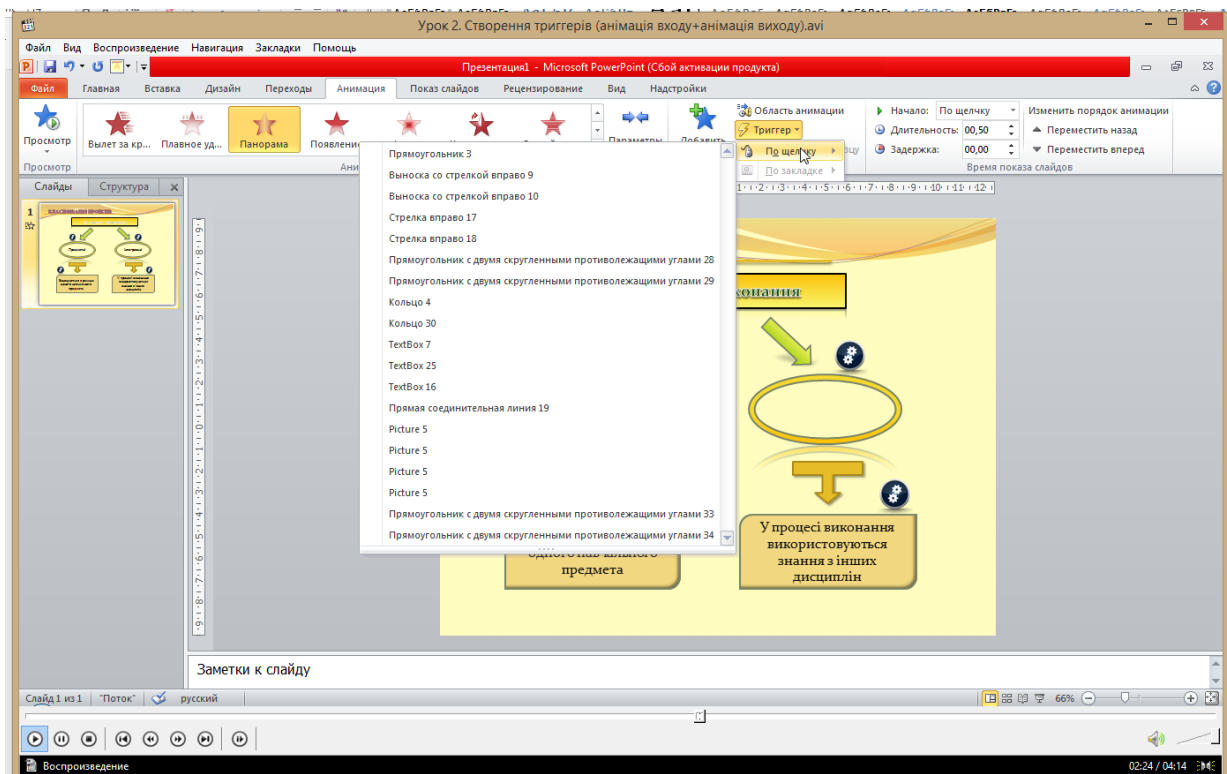 Урок 2. Створення триггерів (анімація входу+анімація виходу).avi
Файл Вид Воспроизведение Навигация Закладки Помощь
Презентация1 - Microsoft PowerPoint (Сбой активации продукта)
Файл Главная Вставка Дизайн Переходы Анимация Показ слайдов Рецензирование Вид Надстройки
Просмотр
Вылет за кр... Плавное уд... Панорама
Область анимации
Триггер
По щелчку
По закладке
Начало: По щелчку
Длительность: 00,50
Задержка: 00,00
Изменить порядок анимации
Переместить назад
Переместить вперед
Просмотр
Время показа слайдов
Слайды Структура
1
Прямоугольник 3
Выноска со стрелкой вправо 9
Выноска со стрелкой вправо 10
Стрелка вправо 17
Стрелка вправо 18
Прямоугольник с двумя скругленными противолежащими углами 28
Прямоугольник с двумя скругленными противолежащими углами 29
Кольцо 4
Кольцо 30
TextBox 7
TextBox 25
TextBox 16
Прямая соединительная линия 19
Picture 5
Picture 5
Picture 5
Picture 5
Прямоугольник с двумя скругленными противолежащими углами 33
Прямоугольник с двумя скругленными противолежащими углами 34
предмета
У процесі виконання
використовуються
знання з інших
дисциплін
Заметки к слайду
Слайд 1 из 1 "Поток" русский 66%
Воспроизведение 02:24 / 04:14